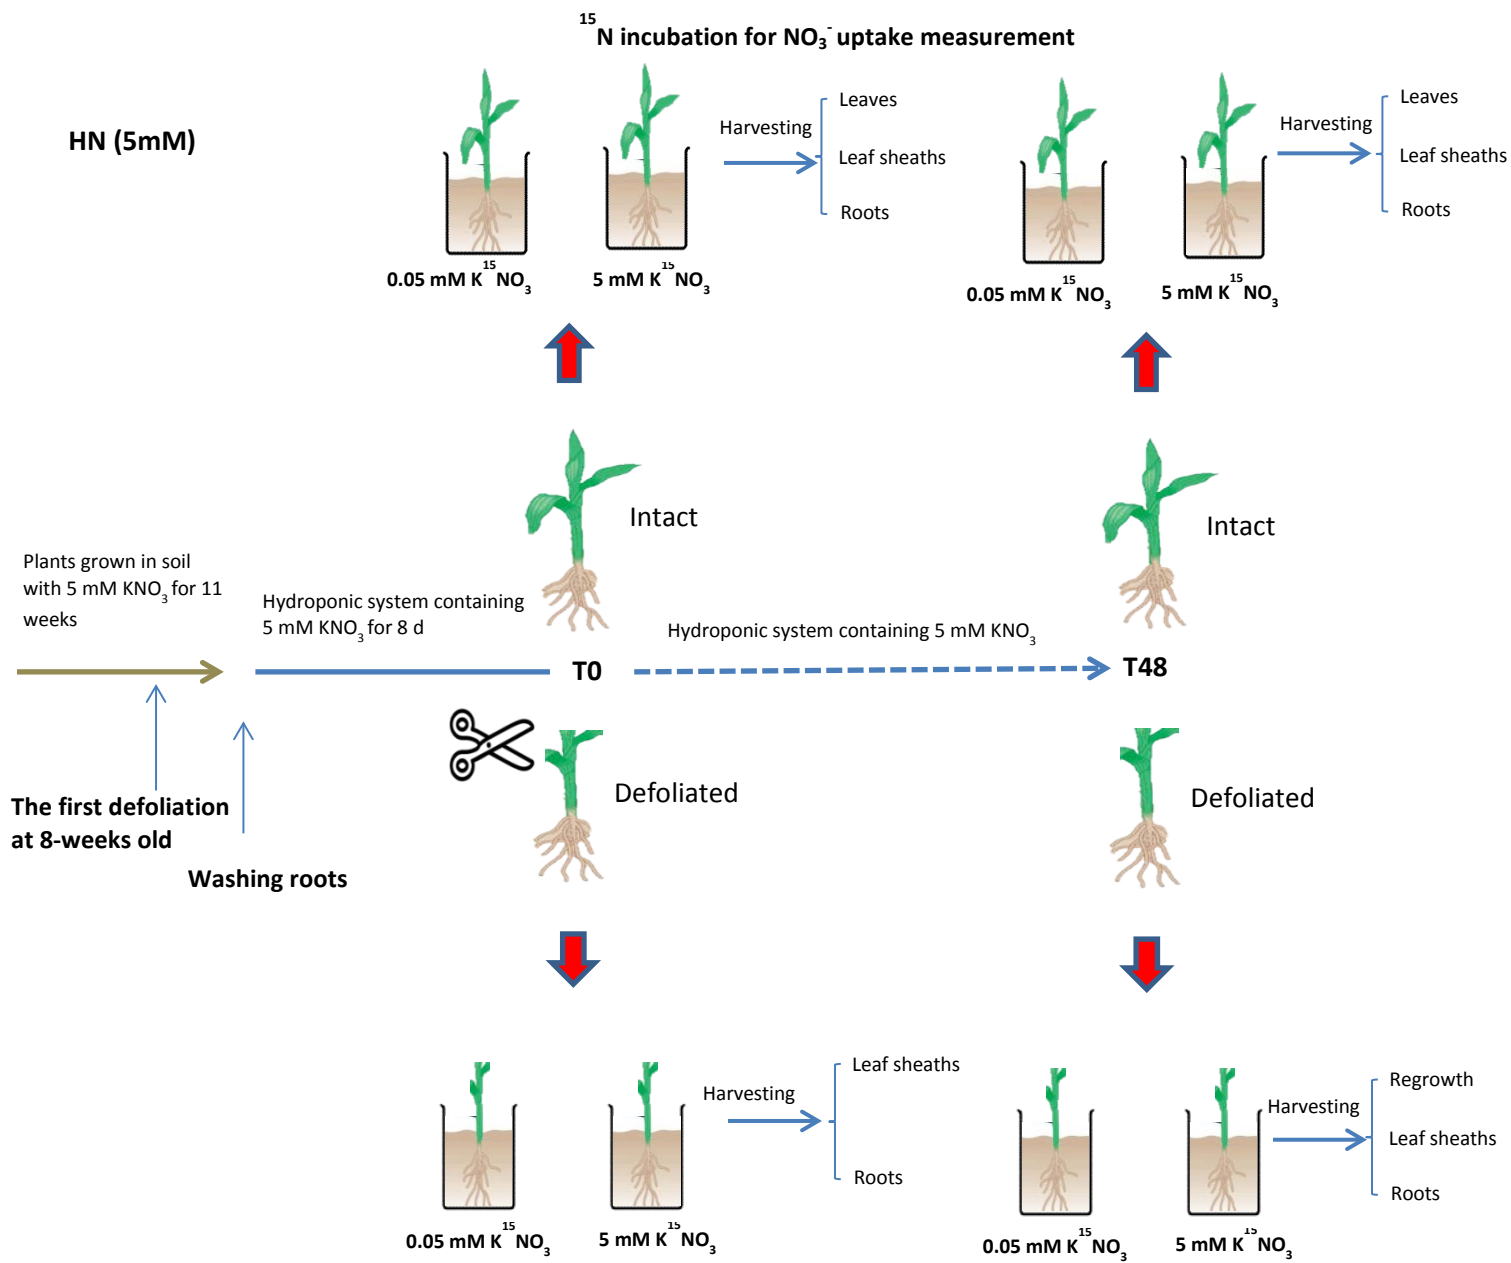 ¹⁵N incubation for NO₃⁻ uptake measurement
HN (5mM)
Harvesting
Leaves
Leaf sheaths
Roots
0.05 mM K¹⁵NO₃
5 mM K¹⁵NO₃
Harvesting
Leaves
Leaf sheaths
Roots
0.05 mM K¹⁵NO₃
5 mM K¹⁵NO₃
Intact
Intact
Plants grown in soil
with 5 mM KNO₃ for 11
weeks
Hydroponic system containing
5 mM KNO₃ for 8 d
Hydroponic system containing 5 mM KNO₃
T0
T48
The first defoliation
at 8-weeks old
Washing roots
Defoliated
Defoliated
Harvesting
Leaf sheaths
Roots
0.05 mM K¹⁵NO₃
5 mM K¹⁵NO₃
Harvesting
Regrowth
Leaf sheaths
Roots
0.05 mM K¹⁵NO₃
5 mM K¹⁵NO₃